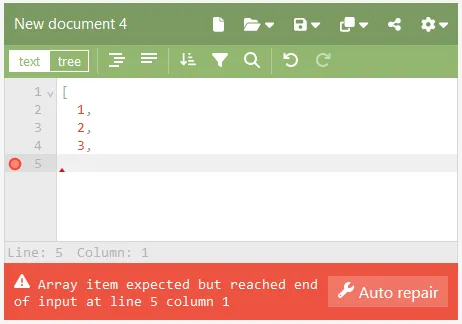 New document 4
text tree
1 [
2 1,
3 2,
4 3,
5
Line: 5 Column: 1
Array item expected but reached end
of input at line 5 column 1
Auto repair